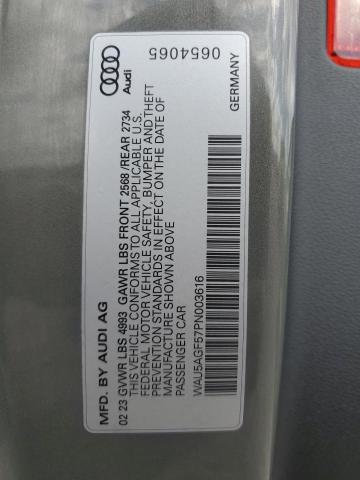 MFD. BY AUDI AG
02 23 GVWR LBS 4993 GAWR LBS FRONT 2568 /REAR 2734
THIS VEHICLE CONFORMS TO ALL APPLICABLE U.S.
FEDERAL MOTOR VEHICLE SAFETY, BUMPER AND THEFT
PREVENTION STANDARDS IN EFFECT ON THE DATE OF
MANUFACTURE SHOWN ABOVE
PASSENGER CAR
WAU5AGF57PN003616
Audi
0654065
GERMANY